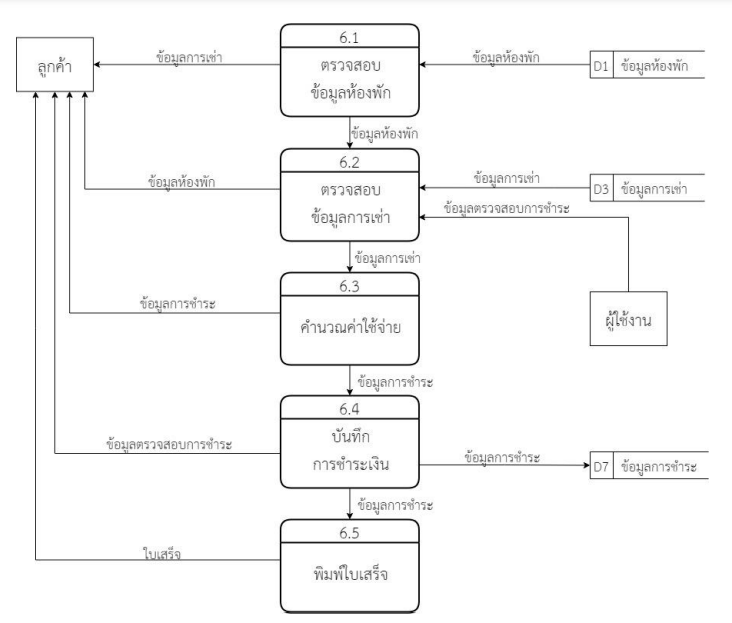 6.1
ลูกค้า
ข้อมูลการเช่า
ตรวจสอบ
ข้อมูลห้องพัก
ข้อมูลห้องพัก
D1 ข้อมูลห้องพัก
ข้อมูลห้องพัก
6.2
ข้อมูลห้องพัก
ตรวจสอบ
ข้อมูลการเช่า
ข้อมูลการเช่า
D3 ข้อมูลการเช่า
ข้อมูลตรวจสอบการชำระ
ข้อมูลการเช่า
6.3
ข้อมูลการชำระ
คำนวณค่าใช้จ่าย
ผู้ใช้งาน
ข้อมูลการชำระ
6.4
ข้อมูลตรวจสอบการชำระ
บันทึก
การชำระเงิน
ข้อมูลการชำระ
D7 ข้อมูลการชำระ
ข้อมูลการชำระ
6.5
ใบเสร็จ
พิมพ์ใบเสร็จ